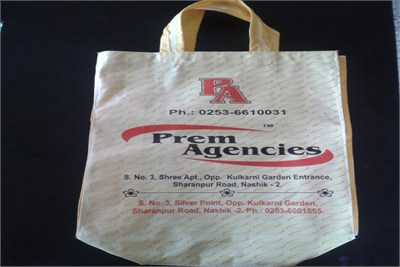 PA
Ph.: 0253-6610031
Prem TM
Agencies
S. No. 3, Shree Apt., Opp. Kulkarni Garden Entrance,
Sharanpur Road, Nashik - 2
S. No. 3, Silver Point, Opp. Kulkarni Garden,
Sharanpur Road, Nashik -2. Ph.: 0253-6601555